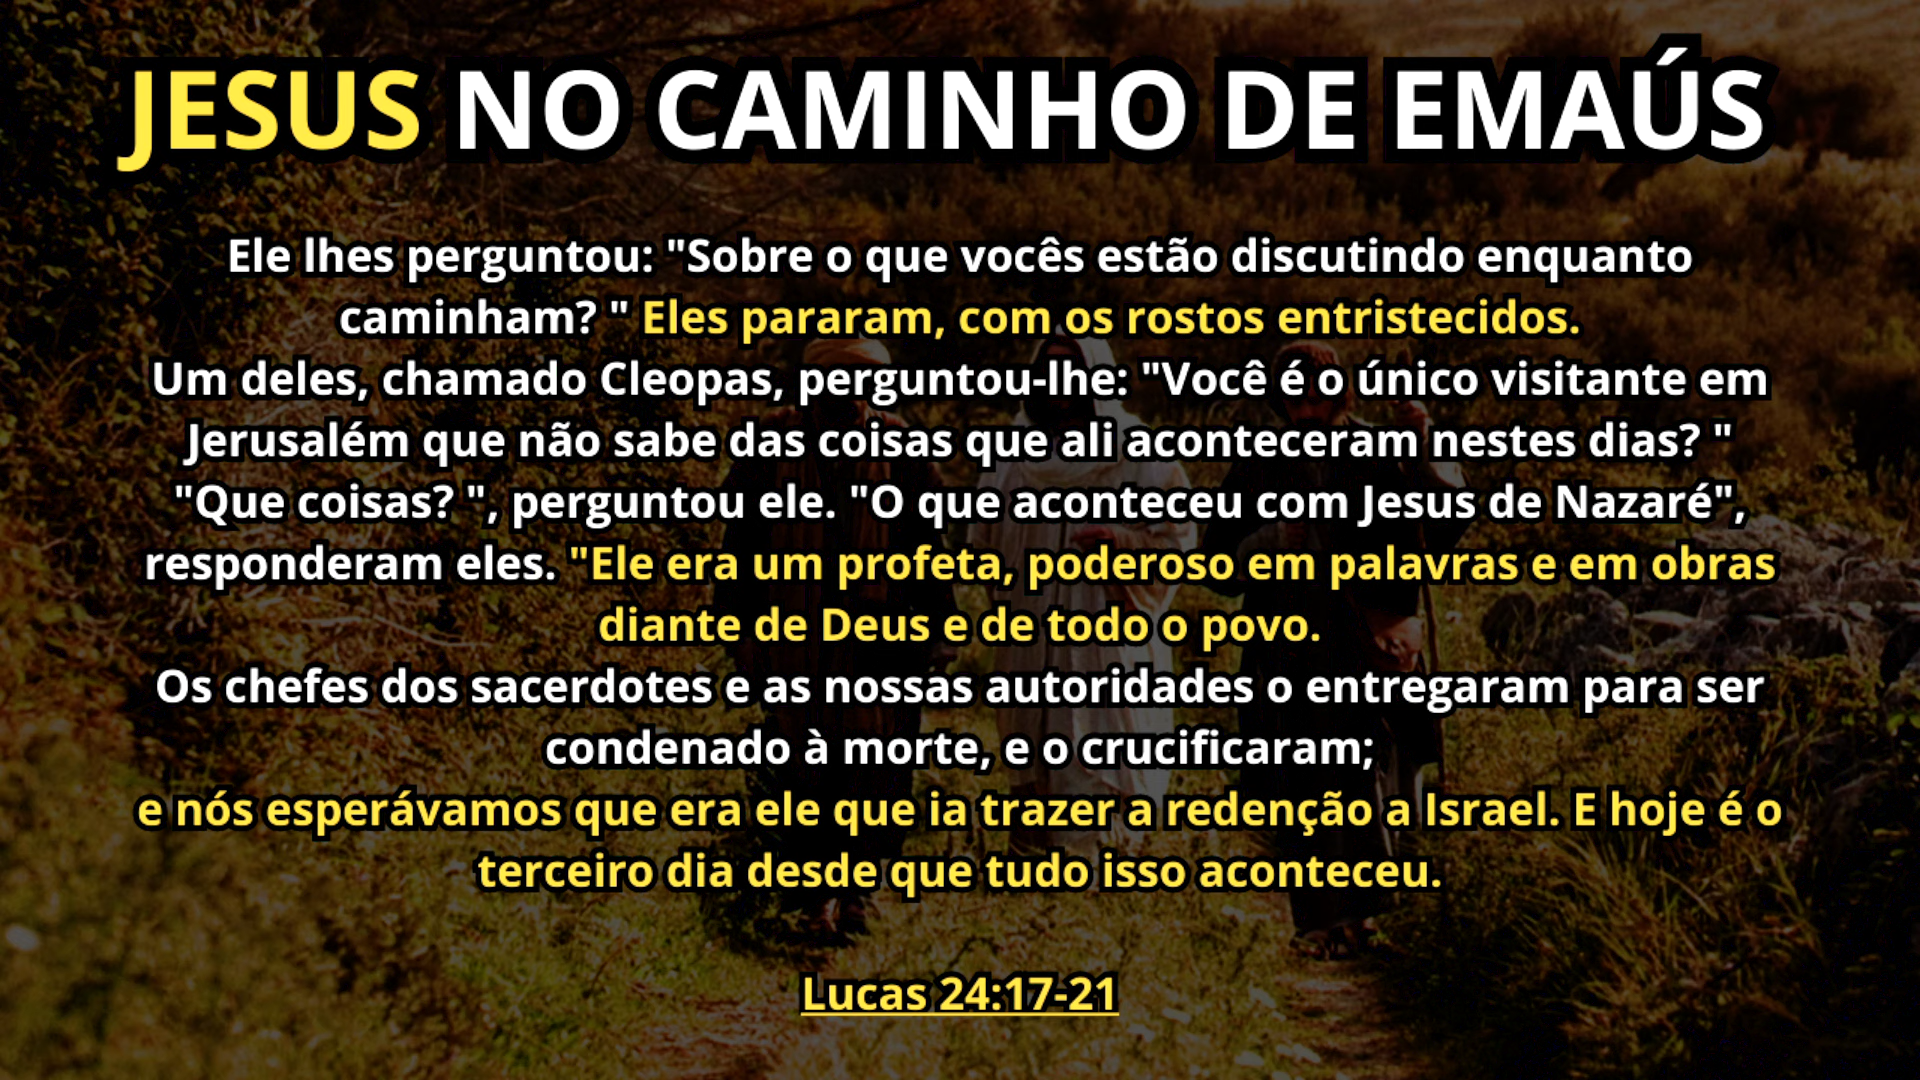 JESUS NO CAMINHO DE EMAÚS
Ele lhes perguntou: "Sobre o que vocês estão discutindo enquanto
caminham? " Eles pararam, com os rostos entristecidos.
Um deles, chamado Cleopas, perguntou-lhe: "Você é o único visitante em
Jerusalém que não sabe das coisas que ali aconteceram nestes dias? "
"Que coisas? ", perguntou ele. "O que aconteceu com Jesus de Nazaré",
responderam eles. "Ele era um profeta, poderoso em palavras e em obras
diante de Deus e de todo o povo.
Os chefes dos sacerdotes e as nossas autoridades o entregaram para ser
condenado à morte, e o crucificaram;
e nós esperávamos que era ele que ia trazer a redenção a Israel. E hoje é o
terceiro dia desde que tudo isso aconteceu.
Lucas 24:17-21